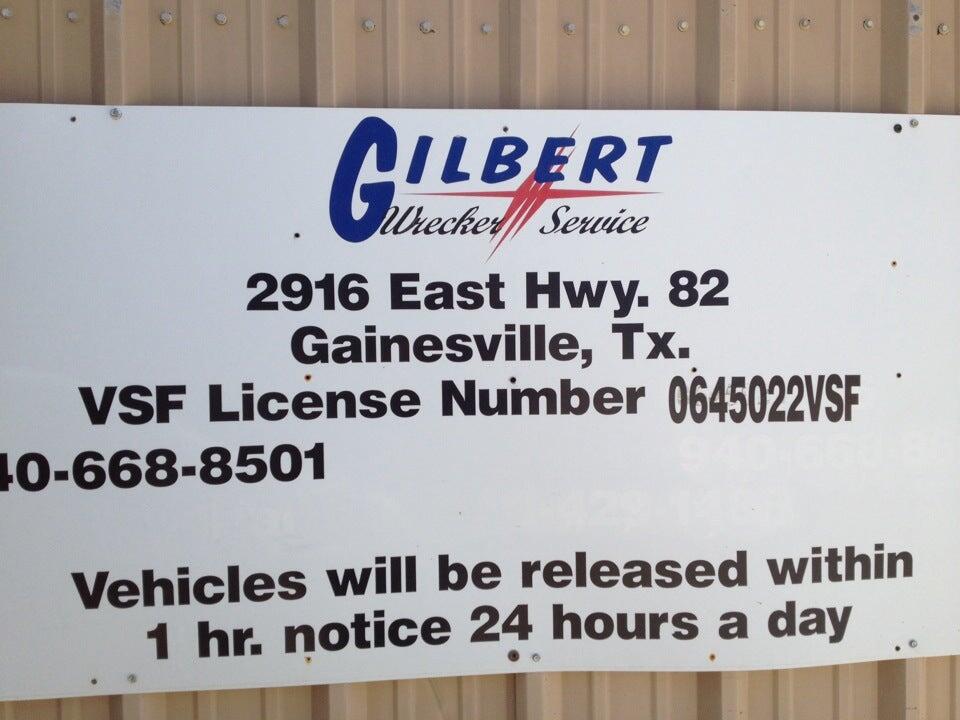 GILBERT
Wrecker Service
2916 East Hwy. 82
Gainesville, Tx.
VSF License Number 0645022VSF
40-668-8501
Vehicles will be released within
1 hr. notice 24 hours a day